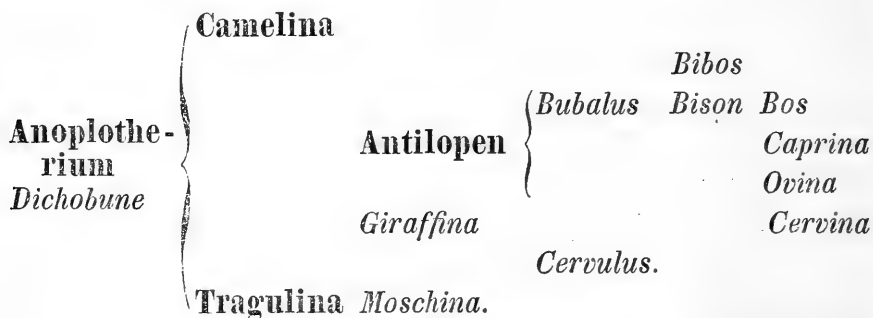 Camelina
Bibos
Bubalus Bison Bos
Anoplothe-
rium
Antilopen
Caprina
Dichobune
Ovina
Giraffina
Cervina
Cervulus.
Tragulina Moschina.